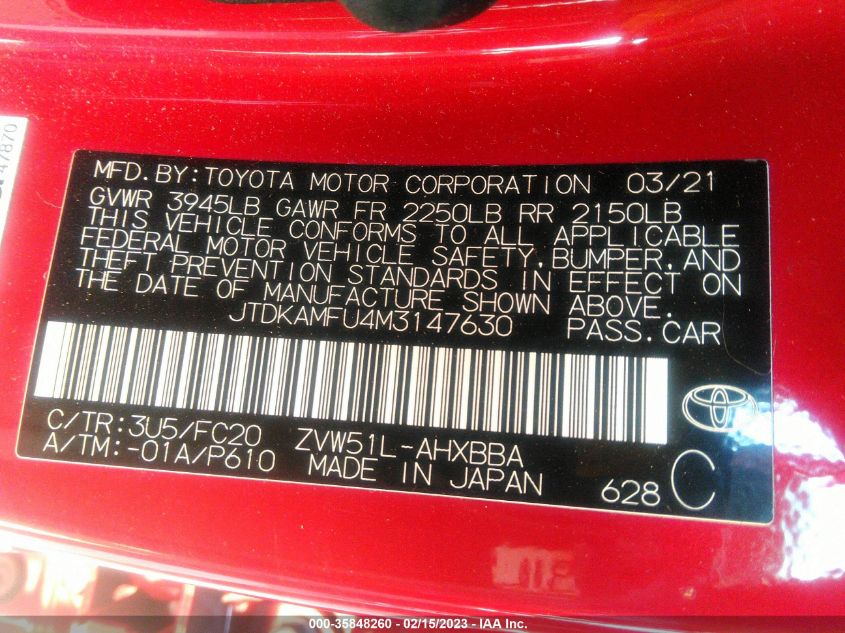 47870
MFD.BY:TOYOTA MOTOR CORPORATION 03/21
GVWR 3945LB GAWR FR 2250LB RR 2150LB
THIS VEHICLE CONFORMS TO ALL APPLICABLE
FEDERAL MOTOR VEHICLE SAFETY,BUMPER,AND
THEFT PREVENTION STANDARDS IN EFFECT ON
THE DATE OF MANUFACTURE SHOWN ABOVE.
JTDKAMFU4M3147630 PASS.CAR
C/TR:3U5/FC20 ZVW51L-AHXBBA
A/TM:-01A/P610 MADE IN JAPAN
628 C
000-35848260 - 02/15/2023 - IAA Inc.